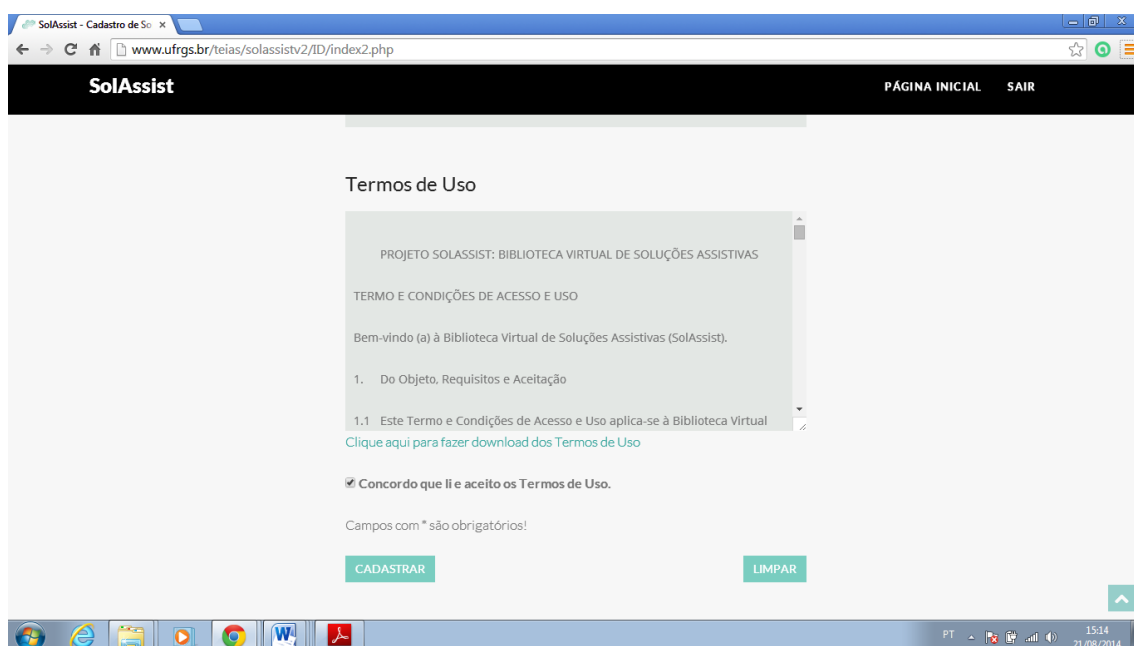 SolAssist - Cadastro de So
www.ufrgs.br/teias/solassistv2/ID/index2.php
SolAssist
PÁGINA INICIAL SAIR
Termos de Uso
PROJETO SOLASSIST: BIBLIOTECA VIRTUAL DE SOLUÇÕES ASSISTIVAS
TERMO E CONDIÇÕES DE ACESSO E USO
Bem-vindo (a) à Biblioteca Virtual de Soluções Assistivas (SolAssist).
1. Do Objeto, Requisitos e Aceitação
1.1 Este Termo e Condições de Acesso e Uso aplica-se à Biblioteca Virtual
Clique aqui para fazer download dos Termos de Uso
Concordo que li e aceito os Termos de Uso.
Campos com * são obrigatórios!
CADASTRAR LIMPAR
PT 15:14
21/08/2014